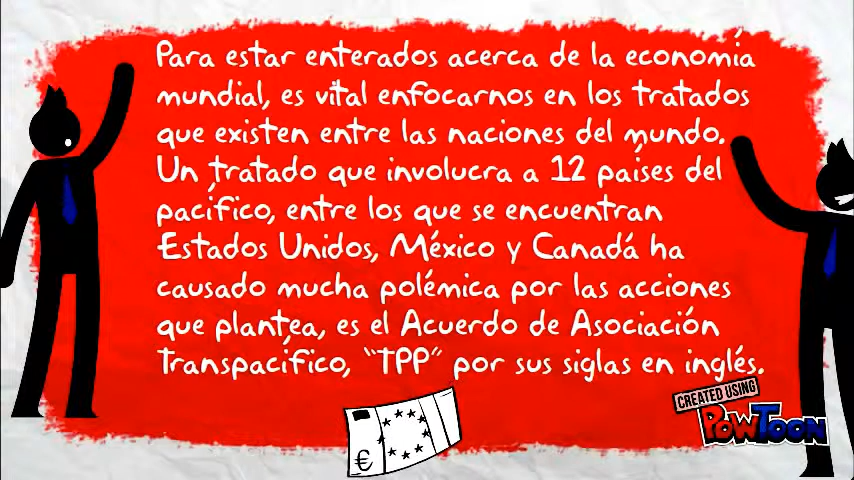 Para estar enterados acerca de la economía
mundial, es vital enfocarnos en los tratados
que existen entre las naciones del mundo.
Un tratado que involucra a 12 países del
pacífico, entre los que se encuentran
Estados Unidos, México y Canadá ha
causado mucha polémica por las acciones
que plantea, es el Acuerdo de Asociación
Transpacífico, "TPP" por sus siglas en inglés.
€
CREATED USING
POWTOON